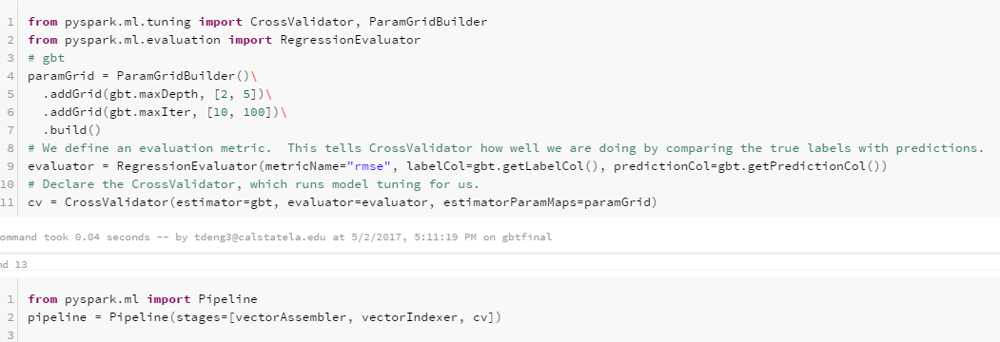 1 from pyspark.ml.tuning import CrossValidator, ParamGridBuilder
2 from pyspark.ml.evaluation import RegressionEvaluator
3 # gbt
4 paramGrid = ParamGridBuilder()\
5   .addGrid(gbt.maxDepth, [2, 5])\
6   .addGrid(gbt.maxIter, [10, 100])\
7   .build()
8 # We define an evaluation metric.  This tells CrossValidator how well we are doing by comparing the true labels with predictions.
9 evaluator = RegressionEvaluator(metricName="rmse", labelCol=gbt.getLabelCol(), predictionCol=gbt.getPredictionCol())
10 # Declare the CrossValidator, which runs model tuning for us.
11 cv = CrossValidator(estimator=gbt, evaluator=evaluator, estimatorParamMaps=paramGrid)
ommand took 0.04 seconds -- by tdeng3@calstatela.edu at 5/2/2017, 5:11:19 PM on gbtfinal
nd 13
1 from pyspark.ml import Pipeline
2 pipeline = Pipeline(stages=[vectorAssembler, vectorIndexer, cv])
3